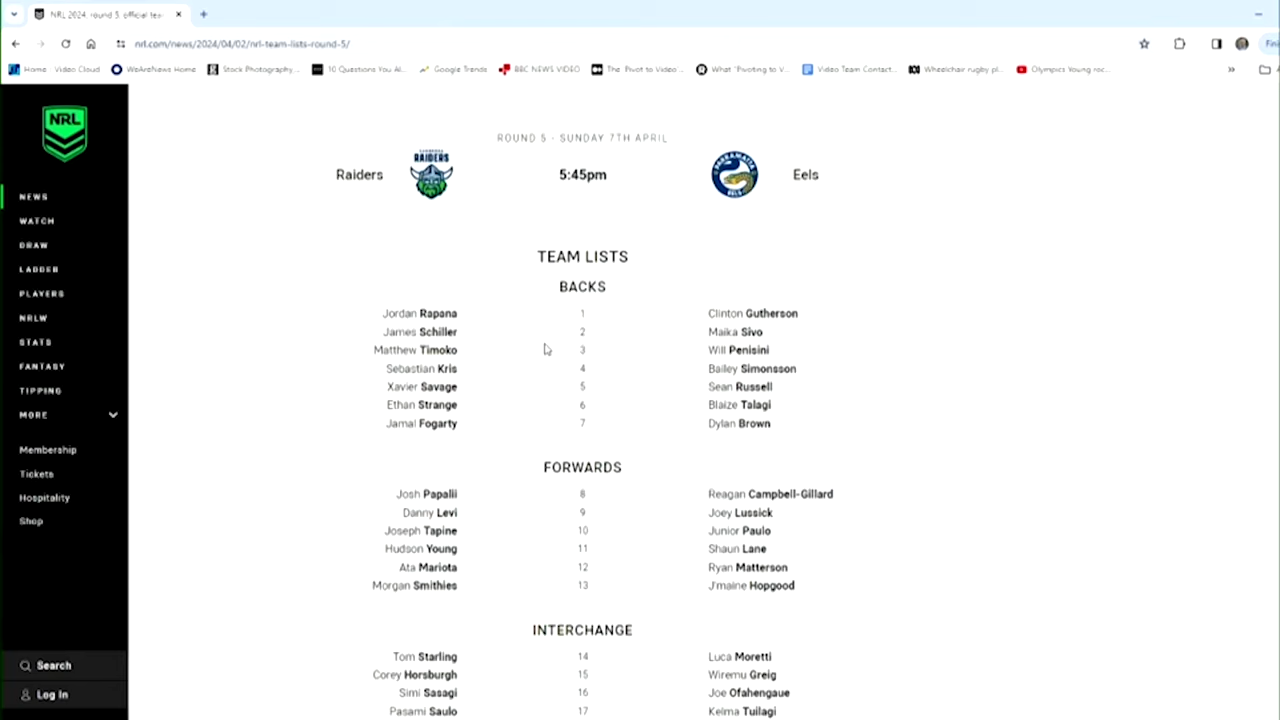 NRL 2024: round 5, official tea
nrl.com/news/2024/04/02/nrl-team-lists-round-5/
Home - Video Cloud WeAreNews Home Stock Photography... 10 Questions You Al... Google Trends BBC NEWS VIDEO The 'Pivot to Video'... What "Pivoting to V... Video Team Contact... Wheelchair rugby pl... Olympics Young roc...
NRL
NEWS
WATCH
DRAW
LADDER
PLAYERS
NRLW
STATS
FANTASY
TIPPING
MORE
Membership
Tickets
Hospitality
Shop
Search
Log In
ROUND 5 - SUNDAY 7TH APRIL
Raiders RAIDERS 5:45pm PARRAMATTA EELS Eels
TEAM LISTS
BACKS
Jordan Rapana 1 Clinton Gutherson
James Schiller 2 Maika Sivo
Matthew Timoko 3 Will Penisini
Sebastian Kris 4 Bailey Simonsson
Xavier Savage 5 Sean Russell
Ethan Strange 6 Blaize Talagi
Jamal Fogarty 7 Dylan Brown
FORWARDS
Josh Papalii 8 Reagan Campbell-Gillard
Danny Levi 9 Joey Lussick
Joseph Tapine 10 Junior Paulo
Hudson Young 11 Shaun Lane
Ata Mariota 12 Ryan Matterson
Morgan Smithies 13 J'maine Hopgood
INTERCHANGE
Tom Starling 14 Luca Moretti
Corey Horsburgh 15 Wiremu Greig
Simi Sasagi 16 Joe Ofahengaue
Pasami Saulo 17 Kelma Tuilagi